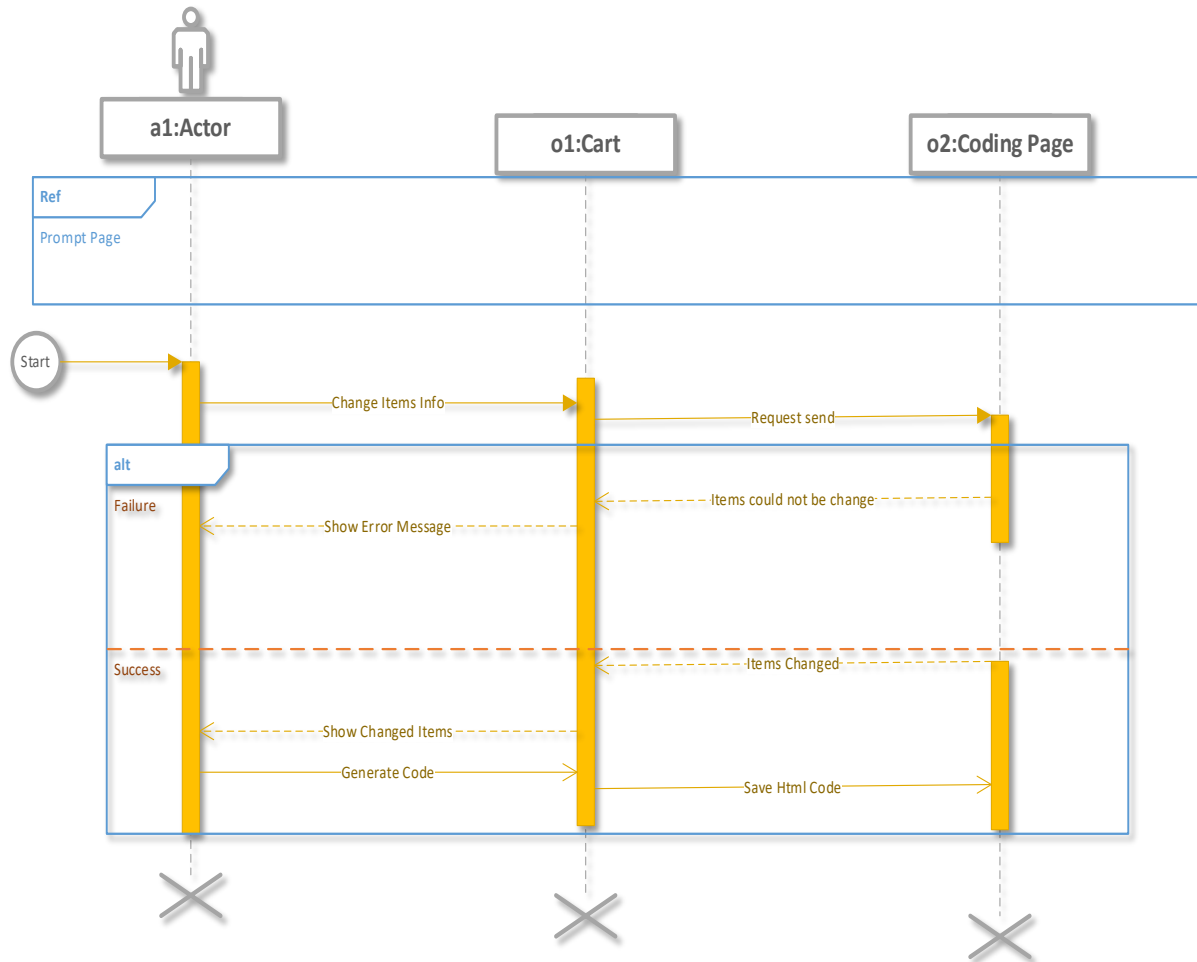 a1:Actor
o1:Cart
o2:Coding Page
Ref
Prompt Page
Start
Change Items Info
Request send
alt
Failure
Items could not be change
Show Error Message
Success
Items Changed
Show Changed Items
Generate Code
Save Html Code